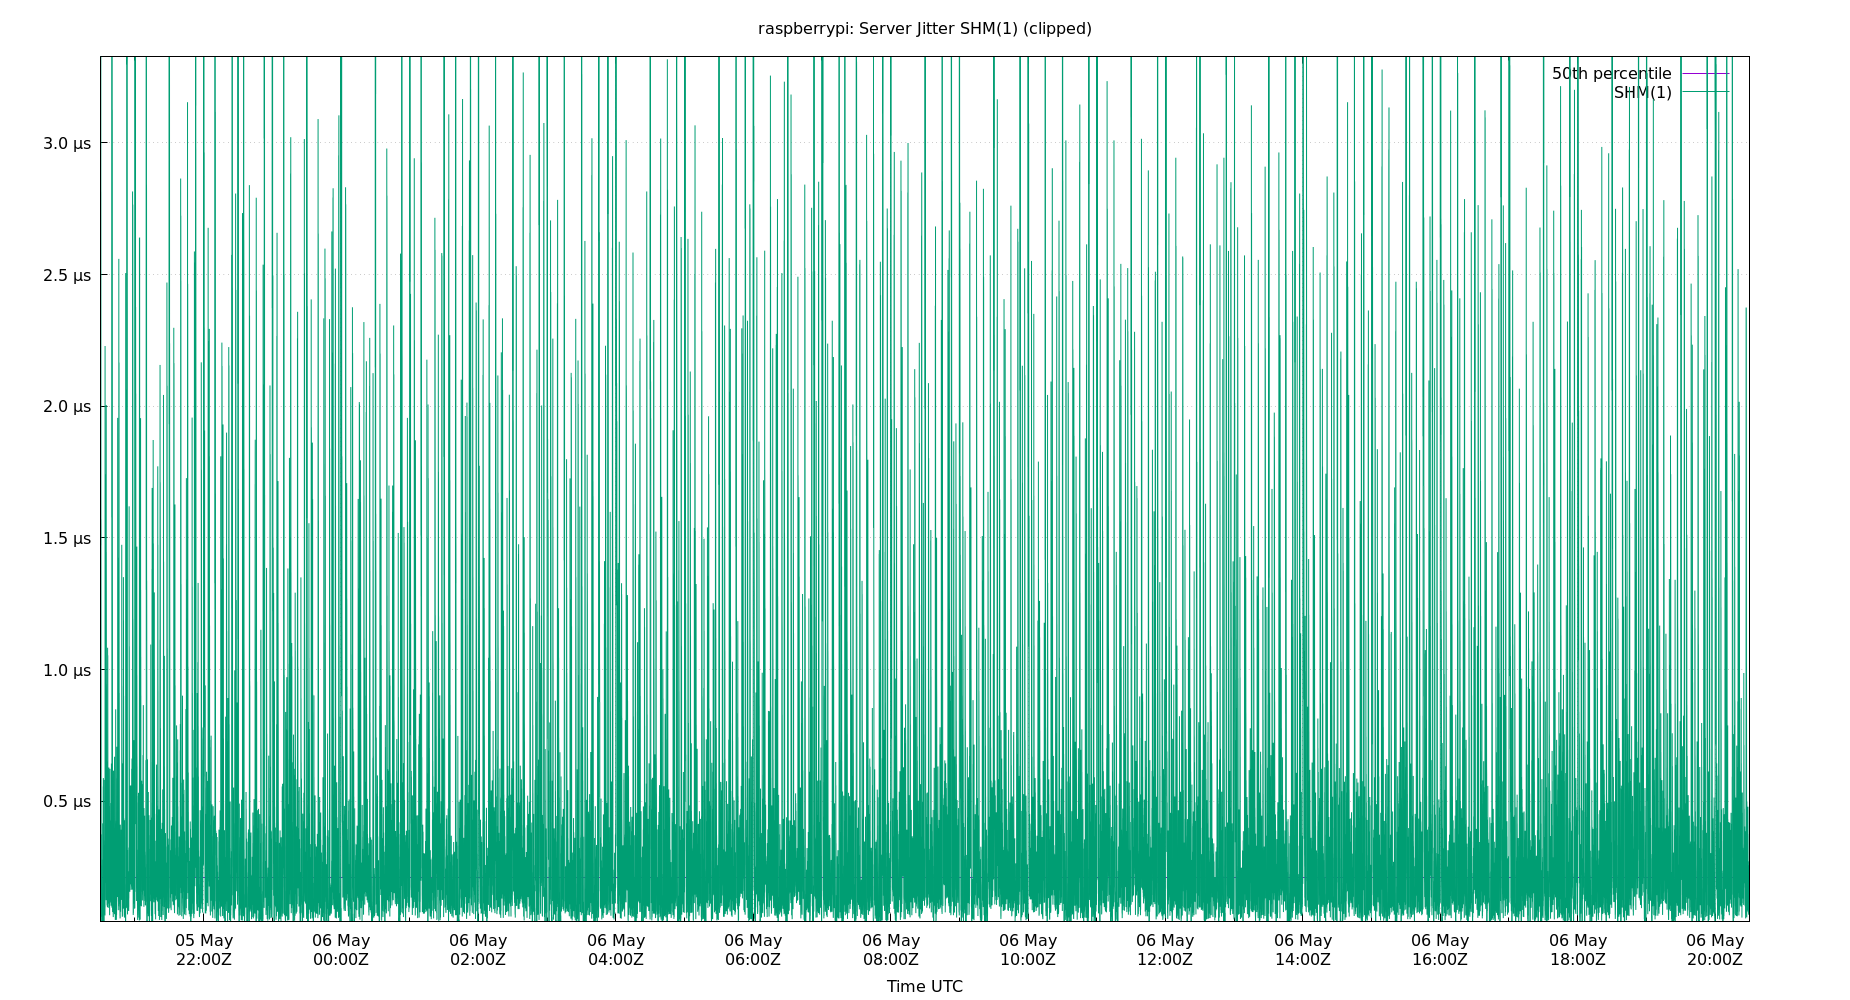 raspberrypi: Server Jitter SHM(1) (clipped)
50th percentile
SHM(1)
3.0 µs
2.5 µs
2.0 µs
1.5 µs
1.0 µs
0.5 µs
05 May 06 May 06 May 06 May 06 May 06 May 06 May 06 May 06 May 06 May 06 May 06 May
22:00Z 00:00Z 02:00Z 04:00Z 06:00Z 08:00Z 10:00Z 12:00Z 14:00Z 16:00Z 18:00Z 20:00Z
Time UTC